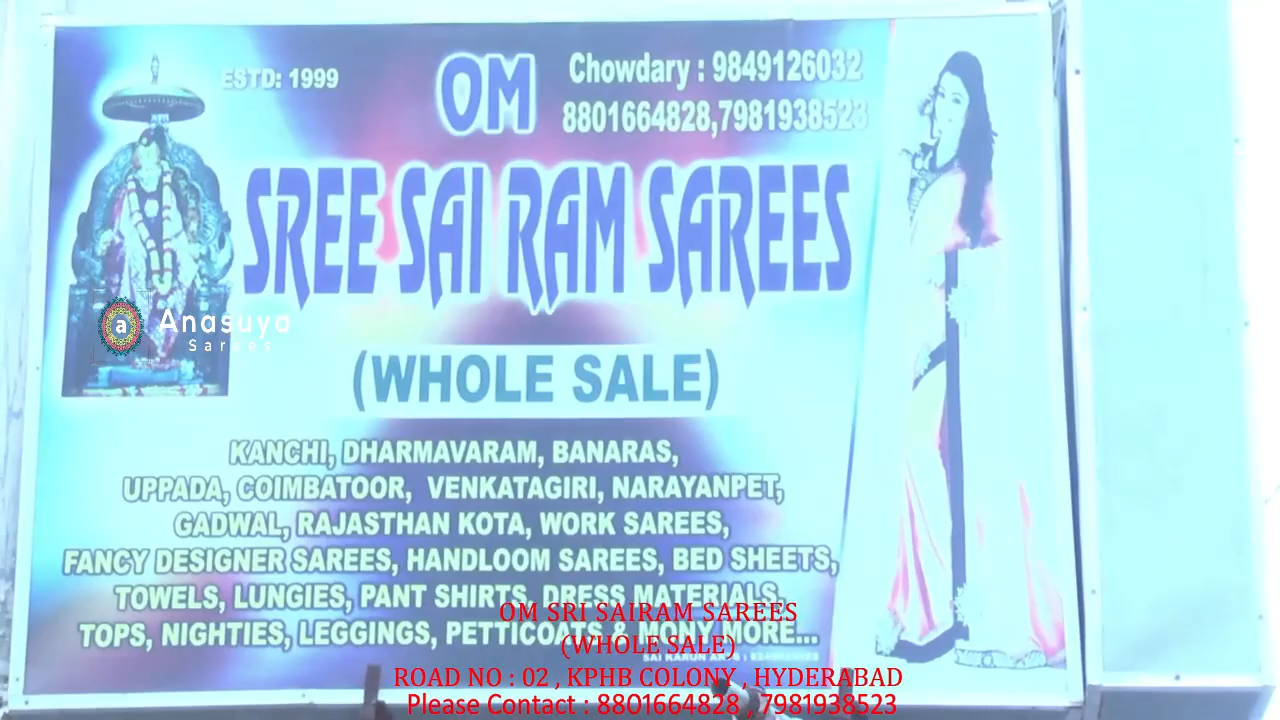 ESTD: 1999
OM
Chowdary : 9849126032
8801664828,7981938523
SREE SAI RAM SAREES
a Anasuya
Sarees
(WHOLE SALE)
KANCHI, DHARMAVARAM, BANARAS,
UPPADA, COIMBATOOR, VENKATAGIRI, NARAYANPET,
GADWAL, RAJASTHAN KOTA, WORK SAREES,
FANCY DESIGNER SAREES, HANDLOOM SAREES, BED SHEETS,
TOWELS, LUNGIES, PANT SHIRTS, DRESS MATERIALS,
TOPS, NIGHTIES, LEGGINGS, PETTICOATS & MONY MORE...
OM SRI SAIRAM SAREES
(WHOLE SALE)
ROAD NO : 02 , KPHB COLONY , HYDERABAD
Please Contact : 8801664828 , 7981938523